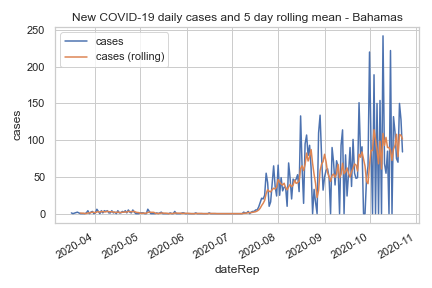 New COVID-19 daily cases and 5 day rolling mean - Bahamas
250
cases
cases (rolling)
200
150
cases
100
50
0
2020-04
2020-05
2020-06
2020-07
2020-08
2020-09
2020-10
2020-11
dateRep